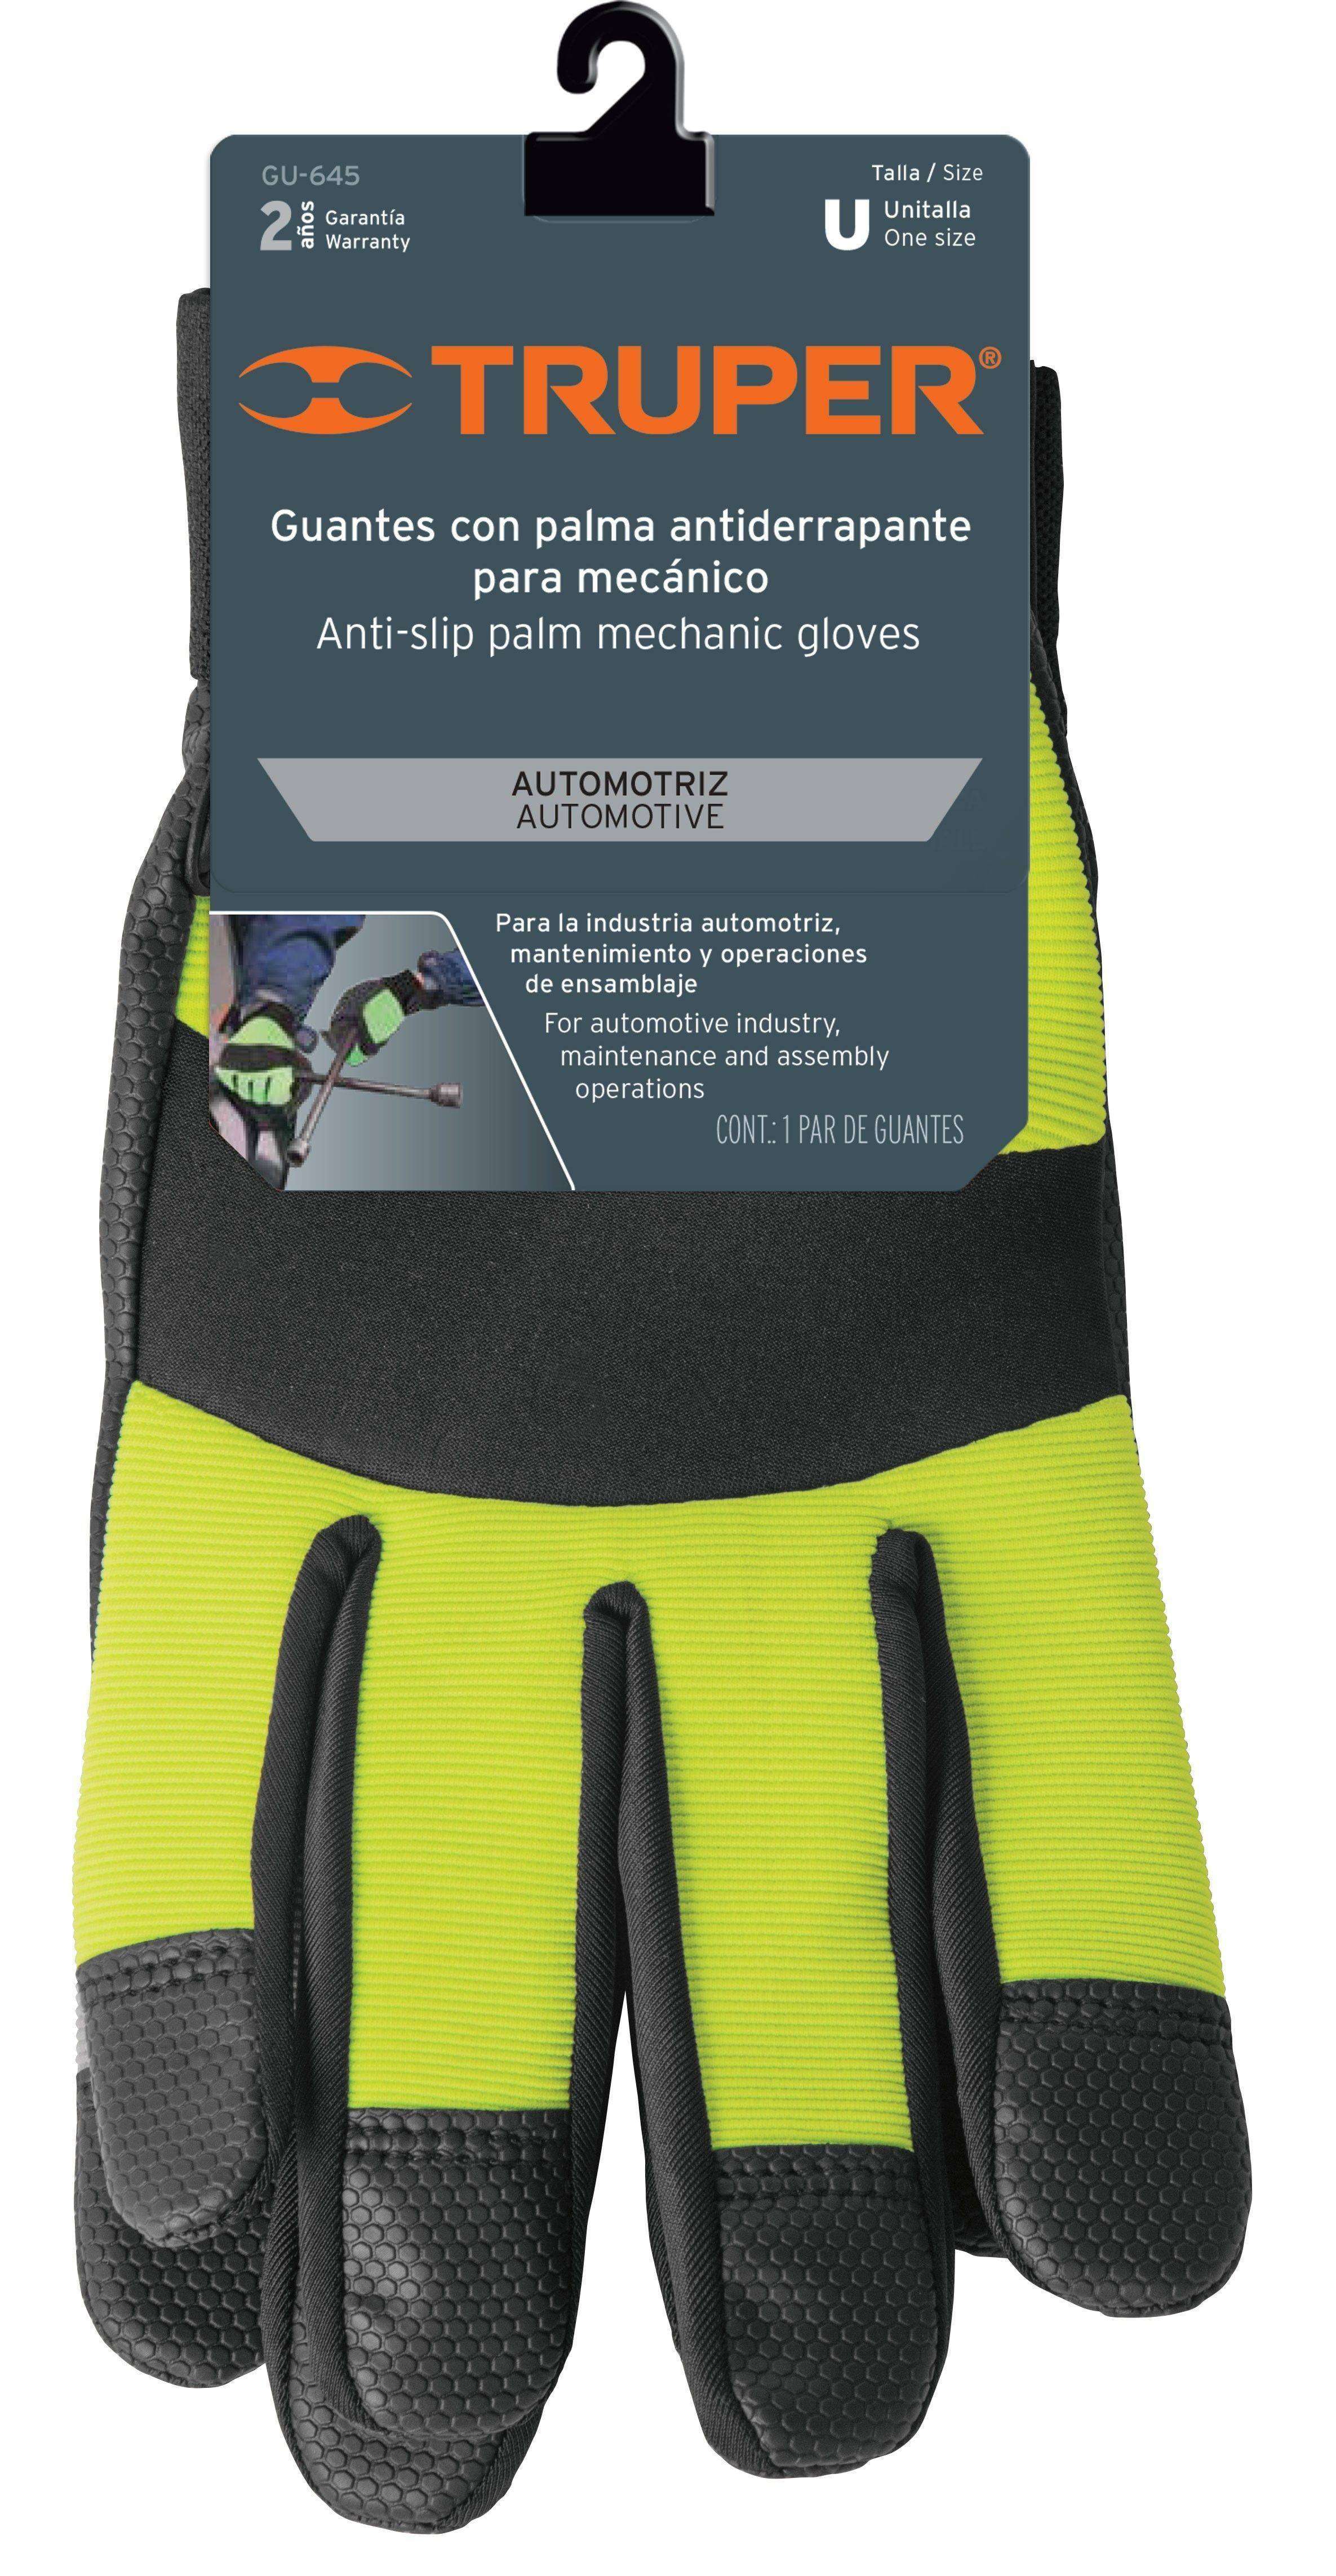 GU-645
2 años Garantía
Warranty
Talla / Size
U Unitalla
One size
TRUPER®
Guantes con palma antiderrapante
para mecánico
Anti-slip palm mechanic gloves
AUTOMOTRIZ
AUTOMOTIVE
Para la industria automotriz,
mantenimiento y operaciones
de ensamblaje
For automotive industry,
maintenance and assembly
operations
CONT.: 1 PAR DE GUANTES